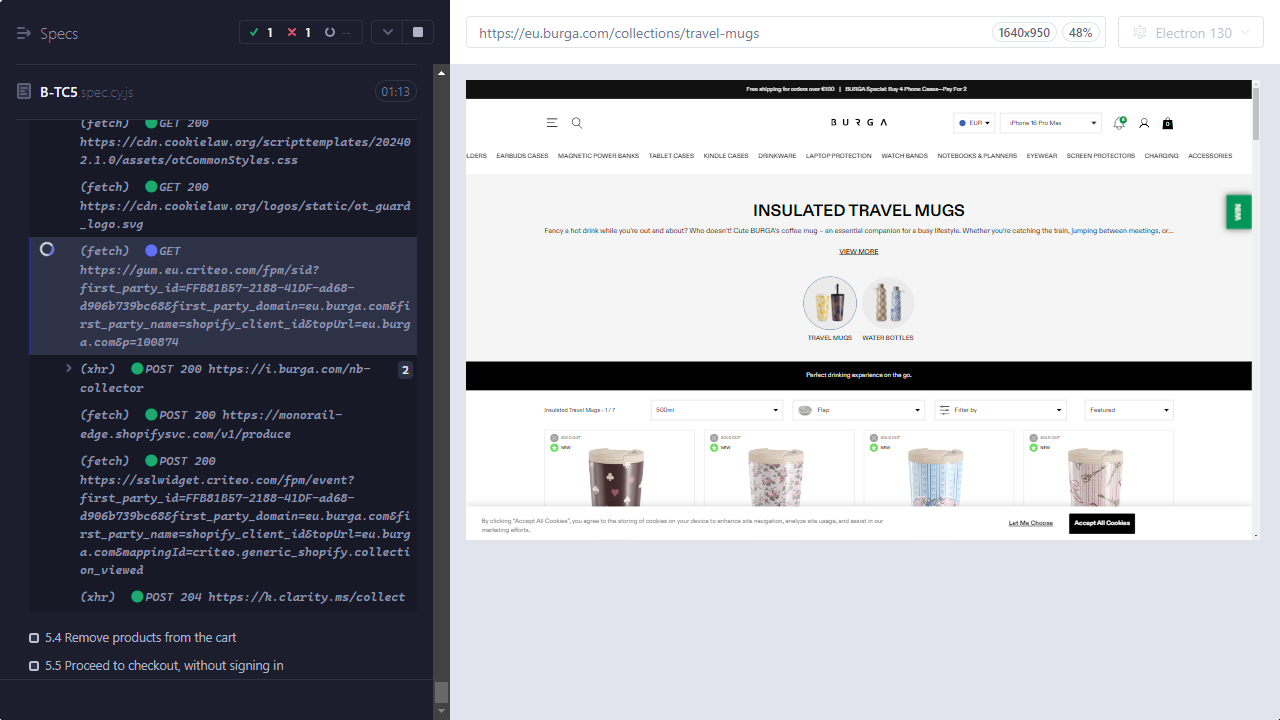 Specs
1
1
--
B-TC5.spec.cy.js
01:13
(fetch) GET 200
https://cdn.cookielaw.org/scripttemplates/20240
2.1.0/assets/otCommonStyles.css
(fetch) GET 200
https://cdn.cookielaw.org/logos/static/ot_guard
_logo.svg
(fetch) GET
https://gum.eu.criteo.com/fpm/sid?
first_party_id=FFB81B57-2188-41DF-ad68-
d906b739bc68&first_party_domain=eu.burga.com&fi
rst_party_name=shopify_client_id&topUrl=eu.burg
a.com&p=100874
(xhr) POST 200 https://i.burga.com/nb-
collector
2
(fetch) POST 200 https://monorail-
edge.shopifysvc.com/v1/produce
(fetch) POST 200
https://sslwidget.criteo.com/fpm/event?
first_party_id=FFB81B57-2188-41DF-ad68-
d906b739bc68&first_party_domain=eu.burga.com&fi
rst_party_name=shopify_client_id&topUrl=eu.burg
a.com&mappingId=criteo.generic_shopify.collecti
on_viewed
(xhr) POST 204 https://k.clarity.ms/collect
5.4 Remove products from the cart
5.5 Proceed to checkout, without signing in
https://eu.burga.com/collections/travel-mugs
1640x950
48%
Electron 130
Free shipping for orders over €100 | BURGA Special: Buy 4 Phone Cases—Pay For 2
BURGA
EUR
iPhone 16 Pro Max
0
LDERS EARBUDS CASES MAGNETIC POWER BANKS TABLET CASES KINDLE CASES DRINKWARE LAPTOP PROTECTION WATCH BANDS NOTEBOOKS & PLANNERS EYEWEAR SCREEN PROTECTORS CHARGING ACCESSORIES
INSULATED TRAVEL MUGS
Fancy a hot drink while you're out and about? Who doesn't! Cute BURGA's coffee mug – an essential companion for a busy lifestyle. Whether you're catching the train, jumping between meetings, or...
VIEW MORE
TRAVEL MUGS
WATER BOTTLES
Perfect drinking experience on the go.
Insulated Travel Mugs - 1 / 7
500ml
Flap
Filter by
Featured
SOLD OUT
NEW
SOLD OUT
NEW
SOLD OUT
NEW
SOLD OUT
NEW
By clicking "Accept All Cookies", you agree to the storing of cookies on your device to enhance site navigation, analyze site usage, and assist in our
marketing efforts.
Let Me Choose
Accept All Cookies